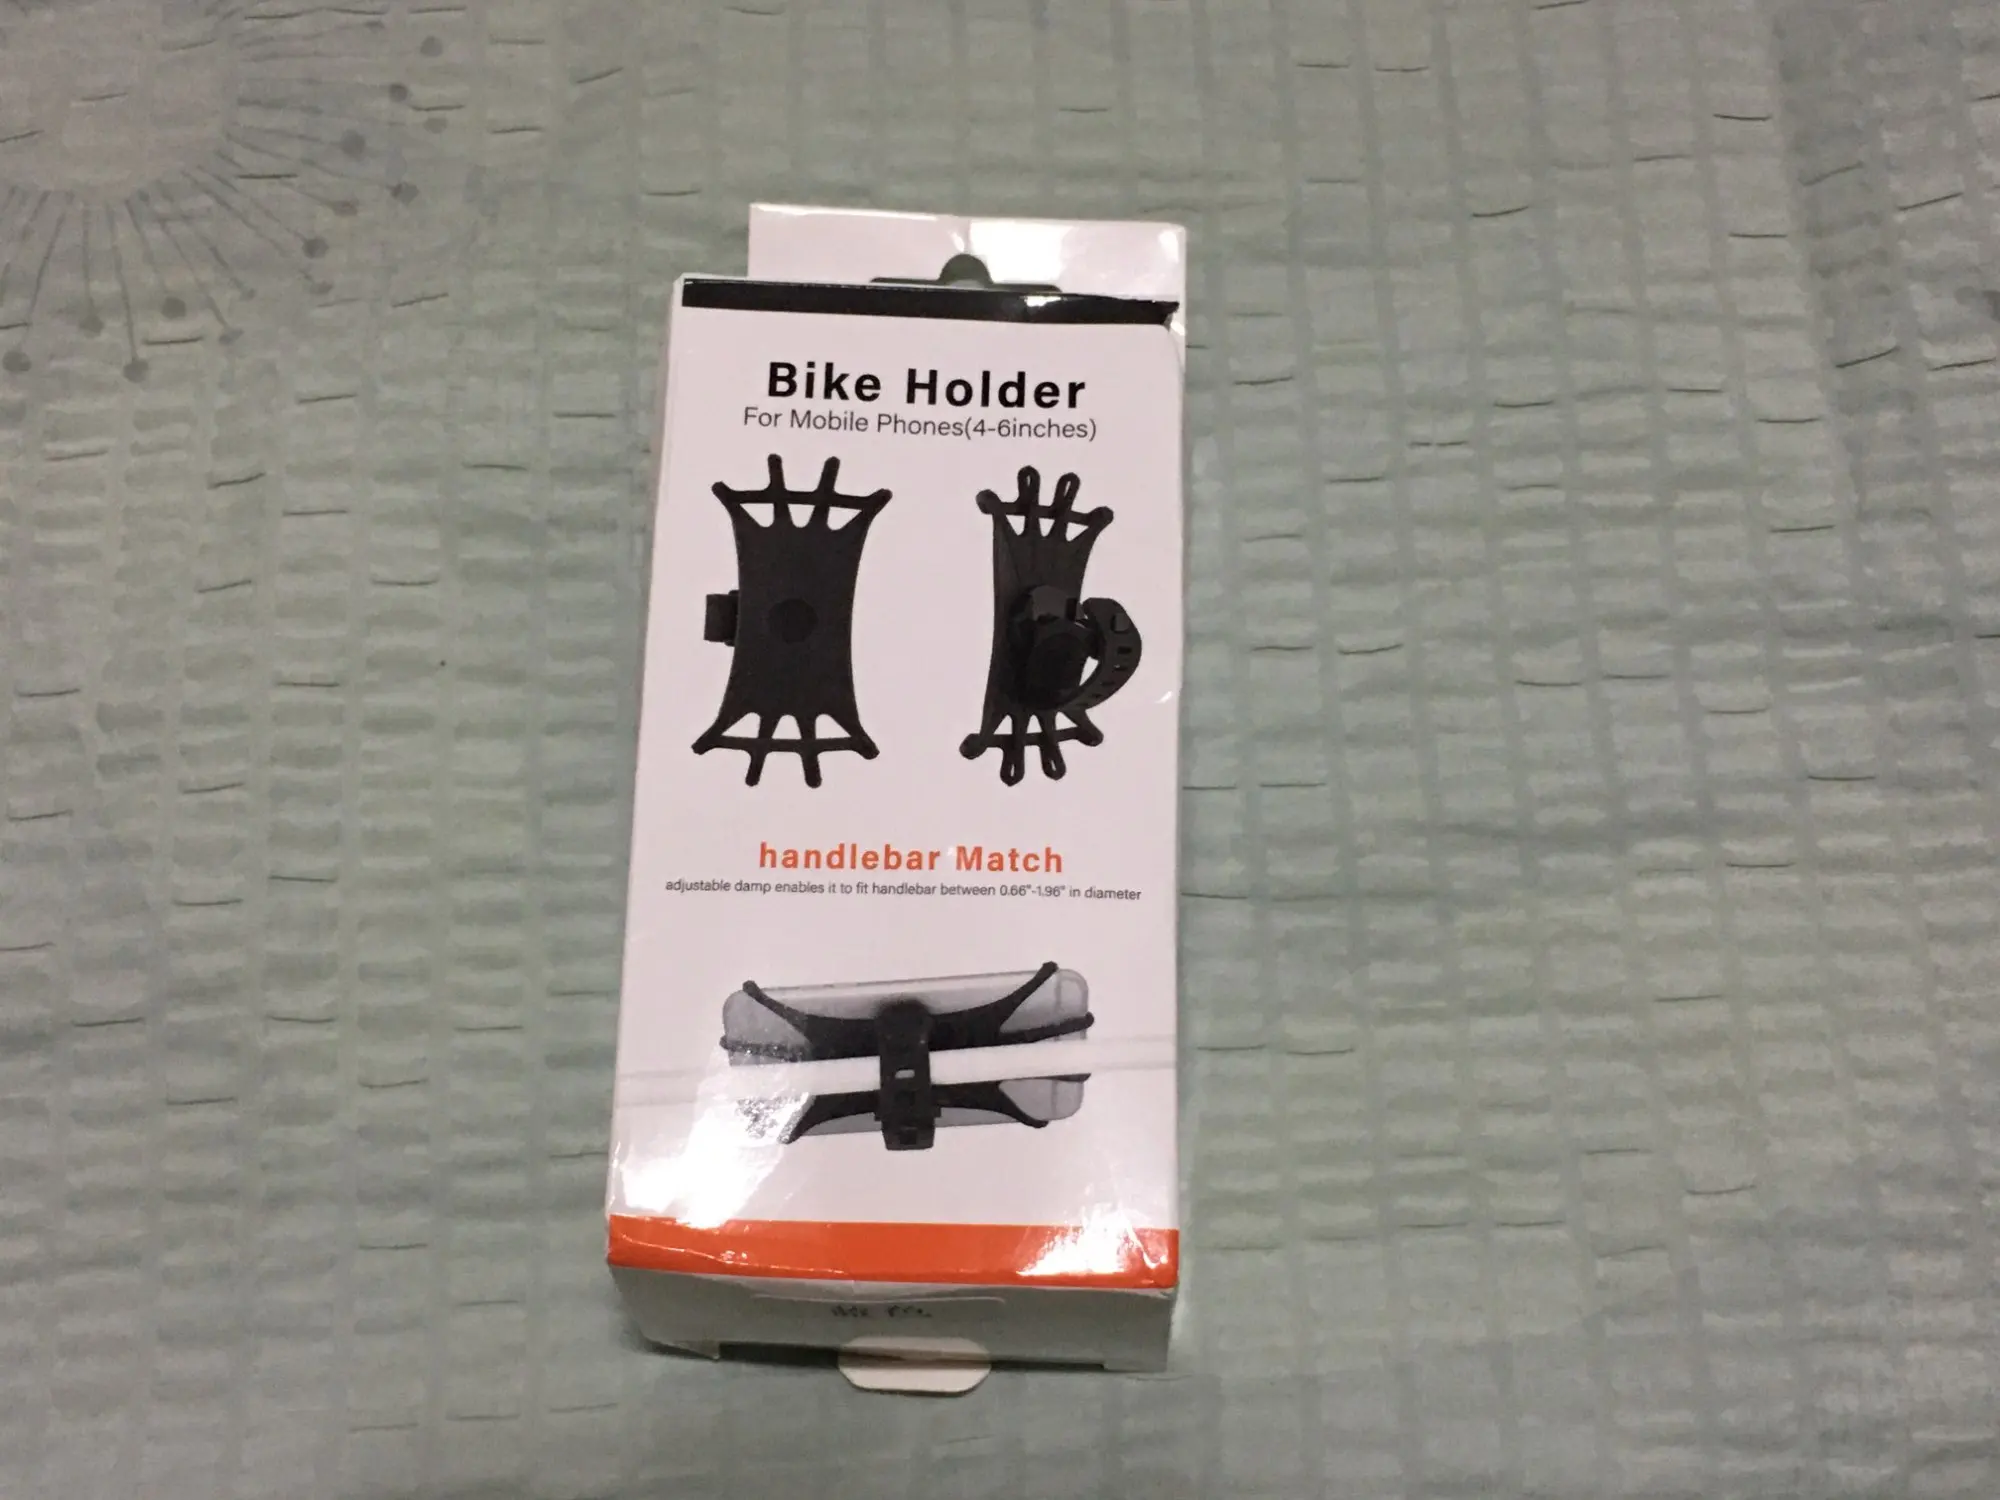 Bike Holder
For Mobile Phones(4-6inches)
handlebar Match
adjustable damp enables it to fit handlebar between 0.66"-1.96" in diameter